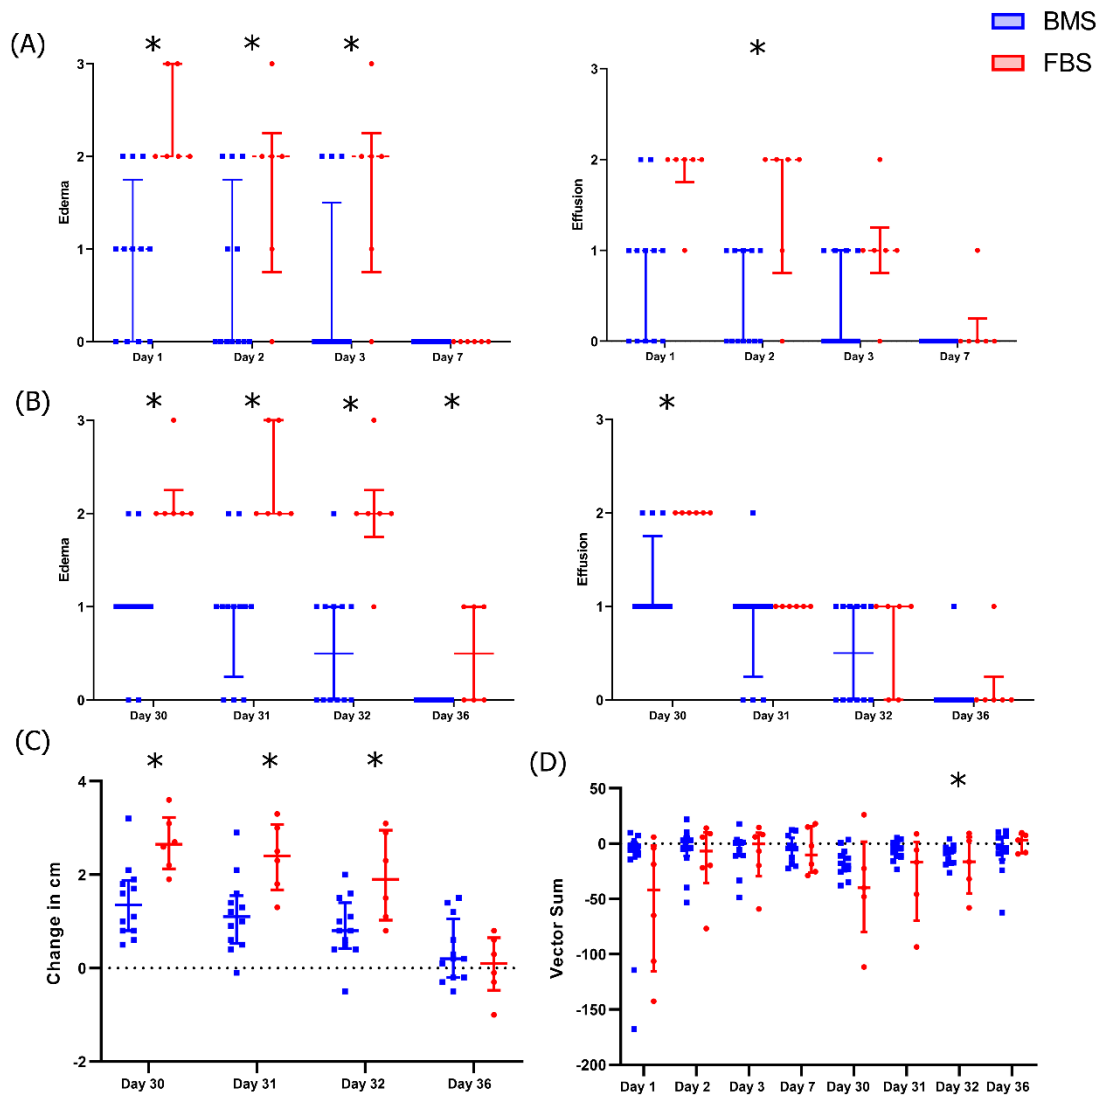 BMS
FBS
(A)
* * *
3
2
1
0
Edema
Day 1 Day 2 Day 3 Day 7
*
3
2
1
0
Effusion
Day 1 Day 2 Day 3 Day 7
(B)
* * * *
3
2
1
0
Edema
Day 30 Day 31 Day 32 Day 36
*
3
2
1
0
Effusion
Day 30 Day 31 Day 32 Day 36
(C)
* * *
4
2
0
-2
Change in cm
Day 30 Day 31 Day 32 Day 36
(D)
*
50
0
-50
-100
-150
-200
Vector Sum
Day 1 Day 2 Day 3 Day 7 Day 30 Day 31 Day 32 Day 36